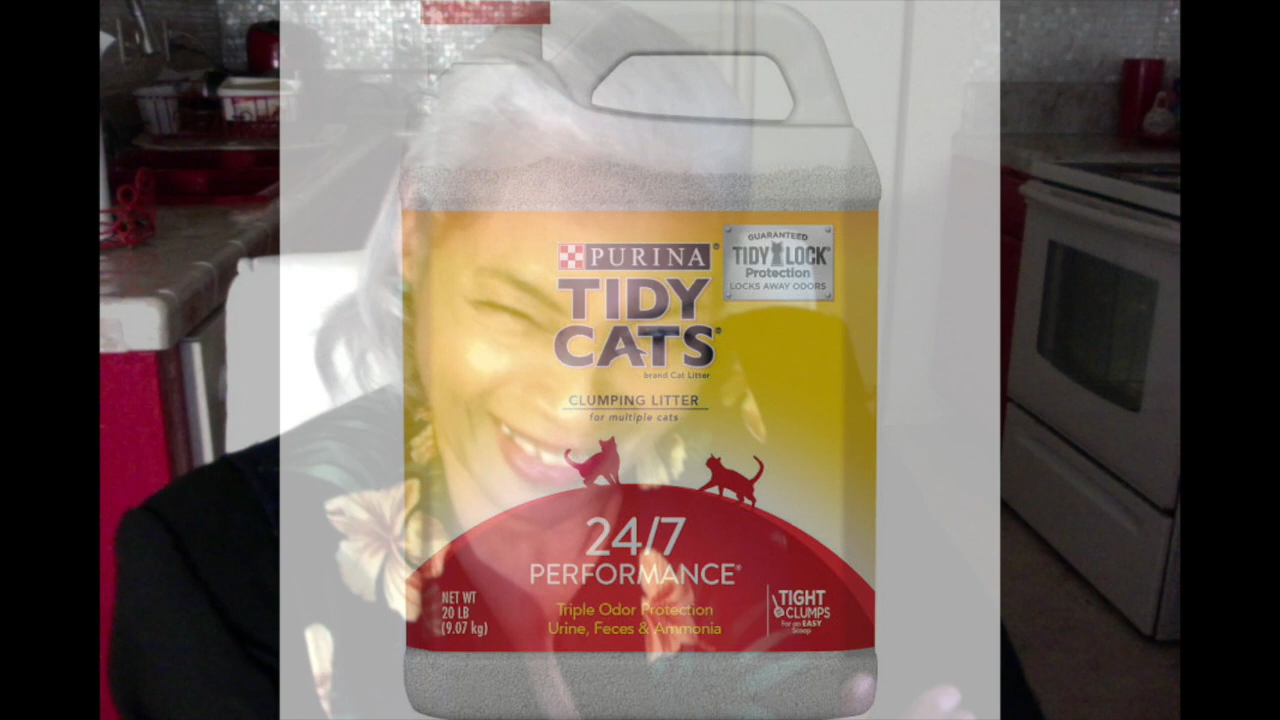 PURINA®
TIDY
CATS®
brand Cat Litter
CLUMPING LITTER
for multiple cats
GUARANTEED
TIDY LOCK®
Protection
LOCKS AWAY ODORS
24/7
PERFORMANCE®
NET WT
20 LB
(9.07 kg)
Triple Odor Protection
Urine, Feces & Ammonia
TIGHT
CLUMPS
For an EASY
Scoop